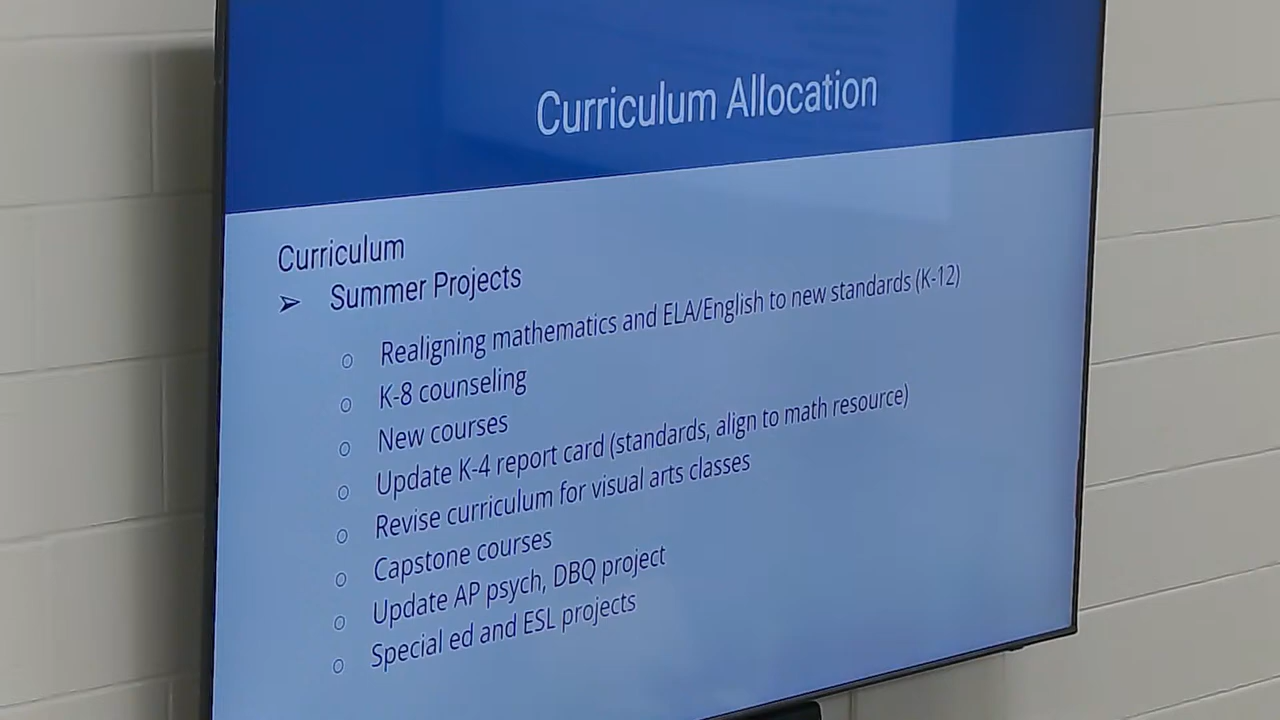 Curriculum Allocation
Curriculum
➢ Summer Projects
○ Realigning mathematics and ELA/English to new standards (K-12)
○ K-8 counseling
○ New courses
○ Update K-4 report card (standards, align to math resource)
○ Revise curriculum for visual arts classes
○ Capstone courses
○ Update AP psych, DBQ project
○ Special ed and ESL projects